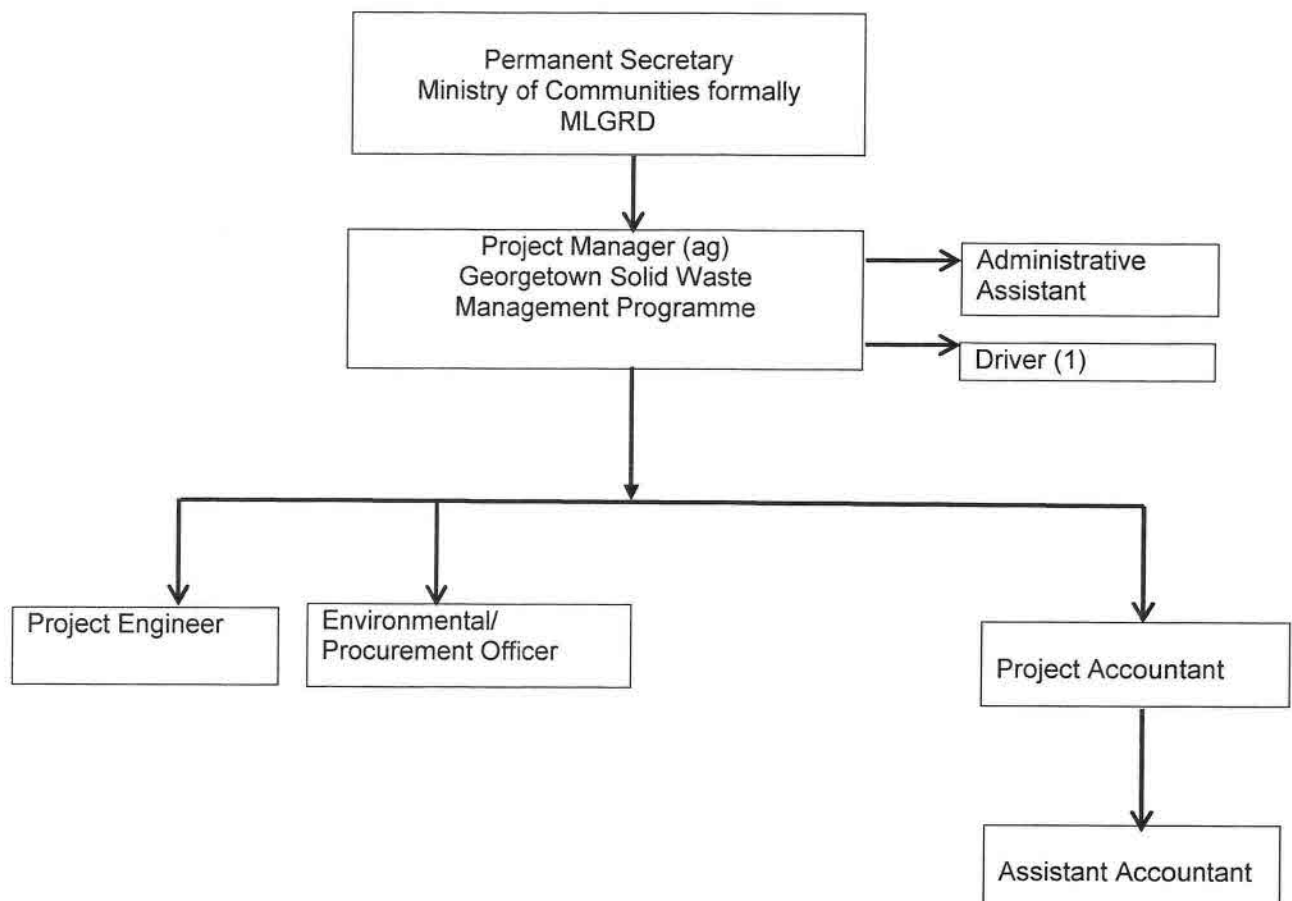 Permanent Secretary
Ministry of Communities formally
MLGRD
Project Manager (ag)
Georgetown Solid Waste
Management Programme
Administrative
Assistant
Driver (1)
Project Engineer
Environmental/
Procurement Officer
Project Accountant
Assistant Accountant